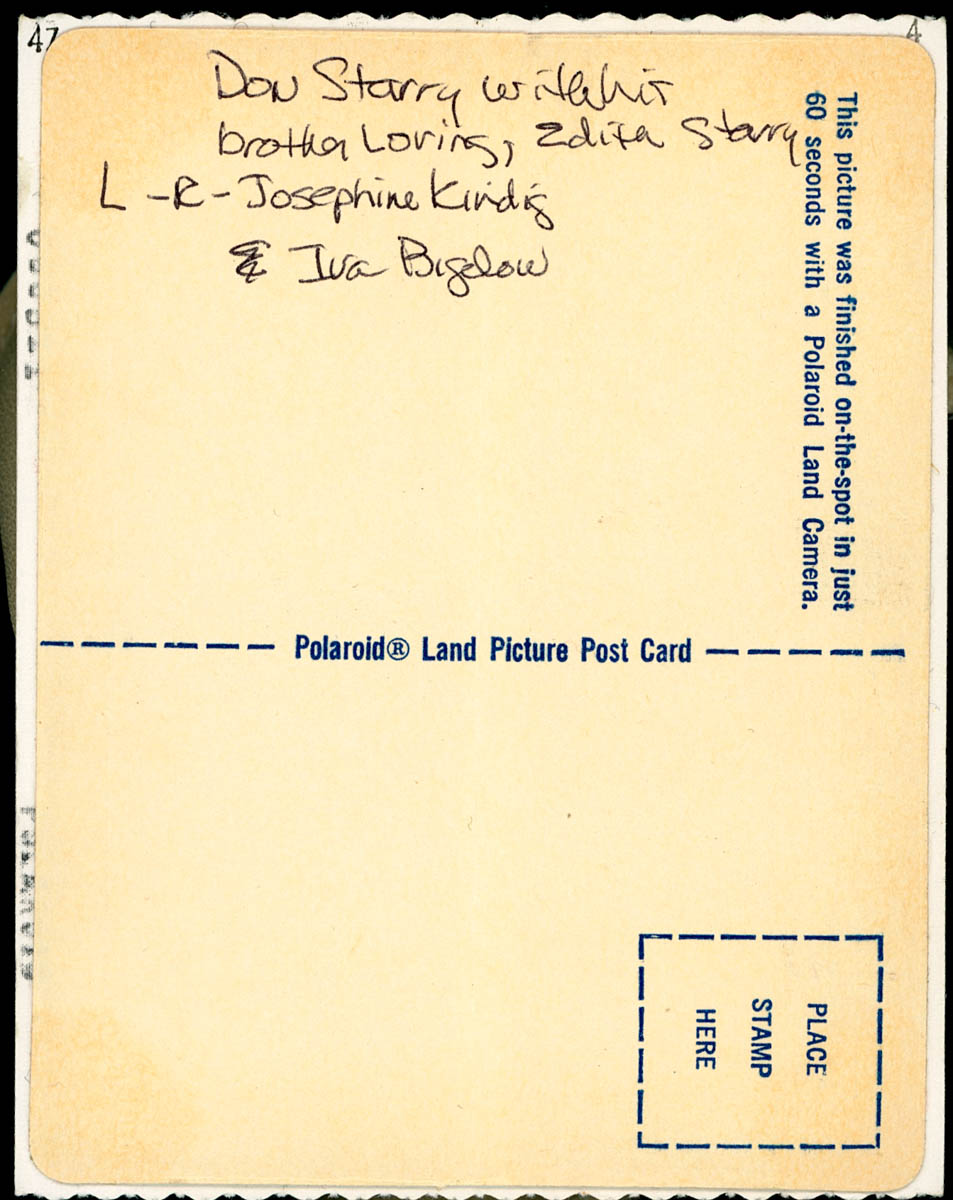 47
4
Don Starry with his
brother Loring, Edita Starry
L - R - Josephine Kindig
& Iva Bigelow
This picture was finished on-the-spot in just
60 seconds with a Polaroid Land Camera.
Polaroid® Land Picture Post Card
PLACE
STAMP
HERE